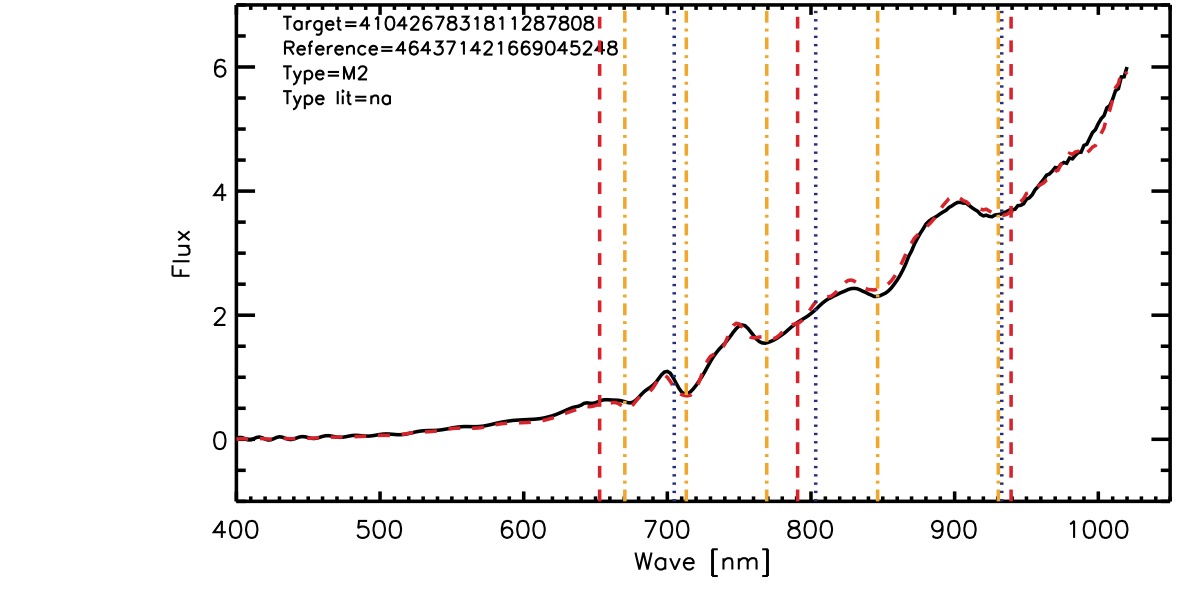 Target=4104267831811287808
Reference=4643714216690452​48
Type=M2
Type lit=na
6
4
2
0
Flux
400 500 600 700 800 900 1000
Wave [nm]